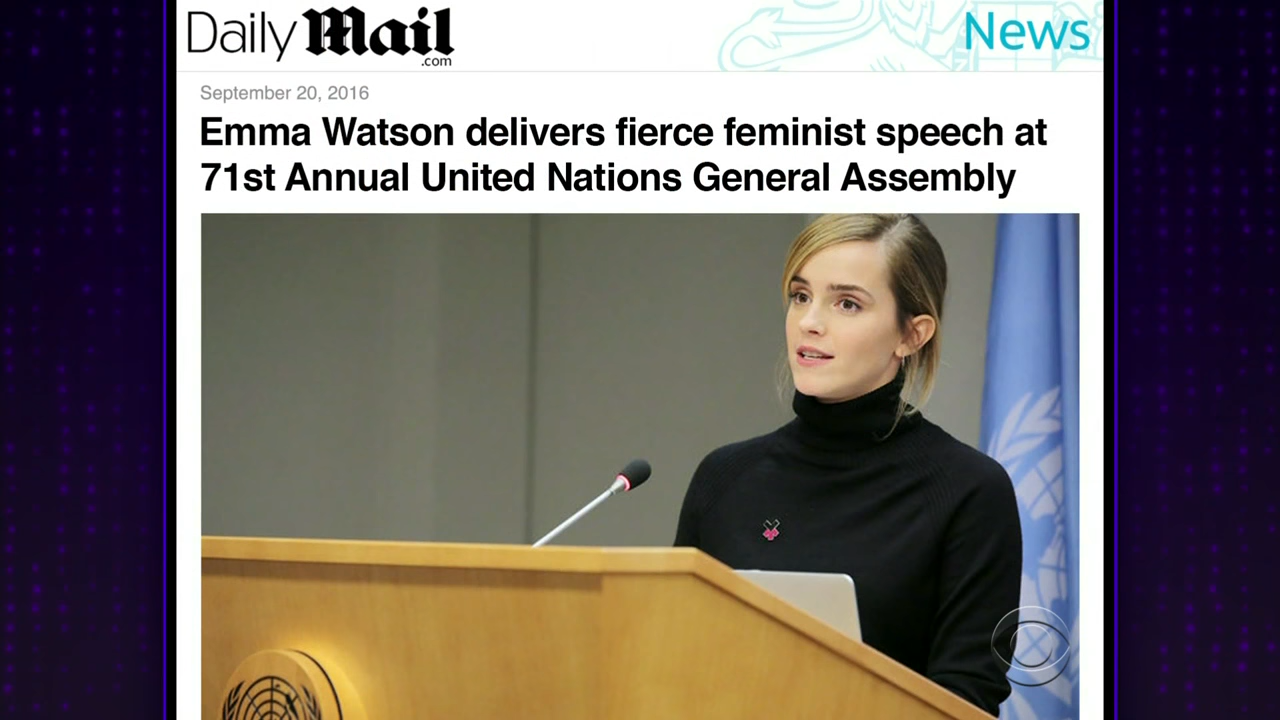 Daily Mail
.com
News
September 20, 2016
Emma Watson delivers fierce feminist speech at
71st Annual United Nations General Assembly